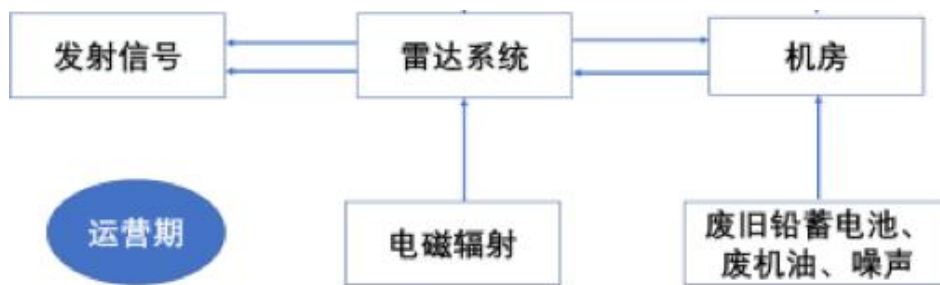 发射信号
雷达系统
机房
运营期
电磁辐射
废旧铅蓄电池、
废机油、噪声